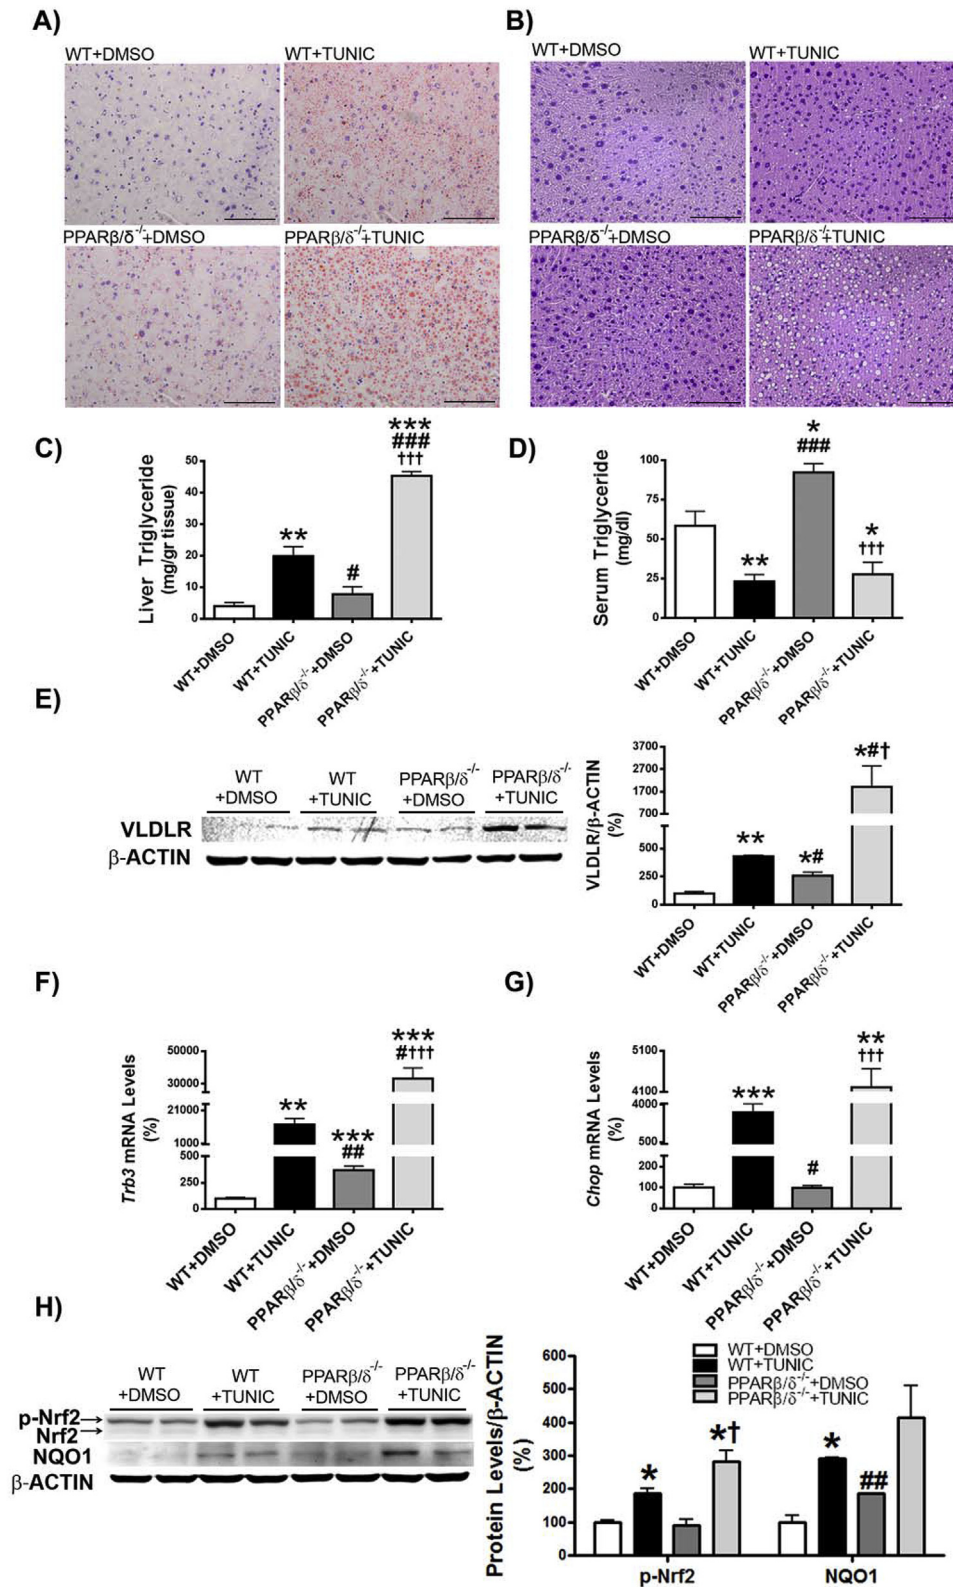 A)
B)
WT+DMSO
WT+TUNIC
WT+DMSO
WT+TUNIC
PPARβ/δ-/-+DMSO
PPARβ/δ-/-+TUNIC
PPARβ/δ-/-+DMSO
PPARβ/δ-/-+TUNIC
C)
Liver Triglyceride
(mg/gr tissue)
50
40
30
20
10
0
**
#
***
###
†††
WT+DMSO
WT+TUNIC
PPARβ/δ-/-+DMSO
PPARβ/δ-/-+TUNIC
D)
Serum Triglyceride
(mg/dl)
100
75
50
25
0
**
*
###
*
†††
WT+DMSO
WT+TUNIC
PPARβ/δ-/-+DMSO
PPARβ/δ-/-+TUNIC
E)
WT
+DMSO
WT
+TUNIC
PPARβ/δ-/-
+DMSO
PPARβ/δ-/-
+TUNIC
VLDLR
β-ACTIN
VLDLR/β-ACTIN
(%)
3700
2700
1700
700
500
250
0
**
*#
*#†
WT+DMSO
WT+TUNIC
PPARβ/δ-/-+DMSO
PPARβ/δ-/-+TUNIC
F)
Trb3 mRNA Levels
(%)
50000
30000
21000
1000
500
250
0
**
***
##
***
#†††
WT+DMSO
WT+TUNIC
PPARβ/δ-/-+DMSO
PPARβ/δ-/-+TUNIC
G)
Chop mRNA Levels
(%)
5100
4100
4000
500
200
100
0
***
#
**
†††
WT+DMSO
WT+TUNIC
PPARβ/δ-/-+DMSO
PPARβ/δ-/-+TUNIC
H)
WT
+DMSO
WT
+TUNIC
PPARβ/δ-/-
+DMSO
PPARβ/δ-/-
+TUNIC
p-Nrf2
Nrf2
NQO1
β-ACTIN
Protein Levels/β-ACTIN
(%)
600
500
400
300
200
100
0
WT+DMSO
WT+TUNIC
PPARβ/δ-/-+DMSO
PPARβ/δ-/-+TUNIC
*
*†
*
##
p-Nrf2
NQO1